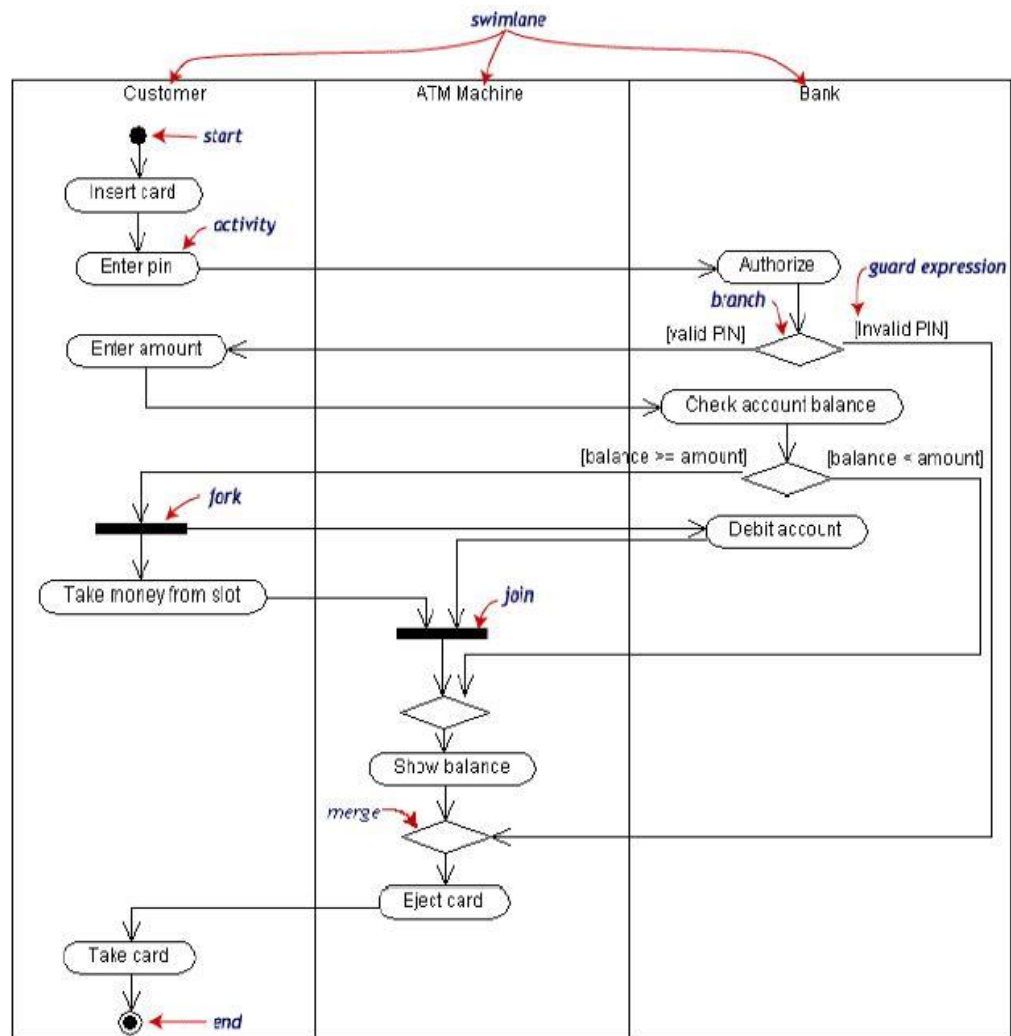 swimlane
Customer
ATM Machine
Bank
start
Insert card
activity
Enter pin
Authorize
guard expression
branch
[valid PIN]
[Invalid PIN]
Enter amount
Check account balance
[balance >= amount]
[balance < amount]
fork
Debit account
Take money from slot
join
Show balance
merge
Eject card
Take card
end